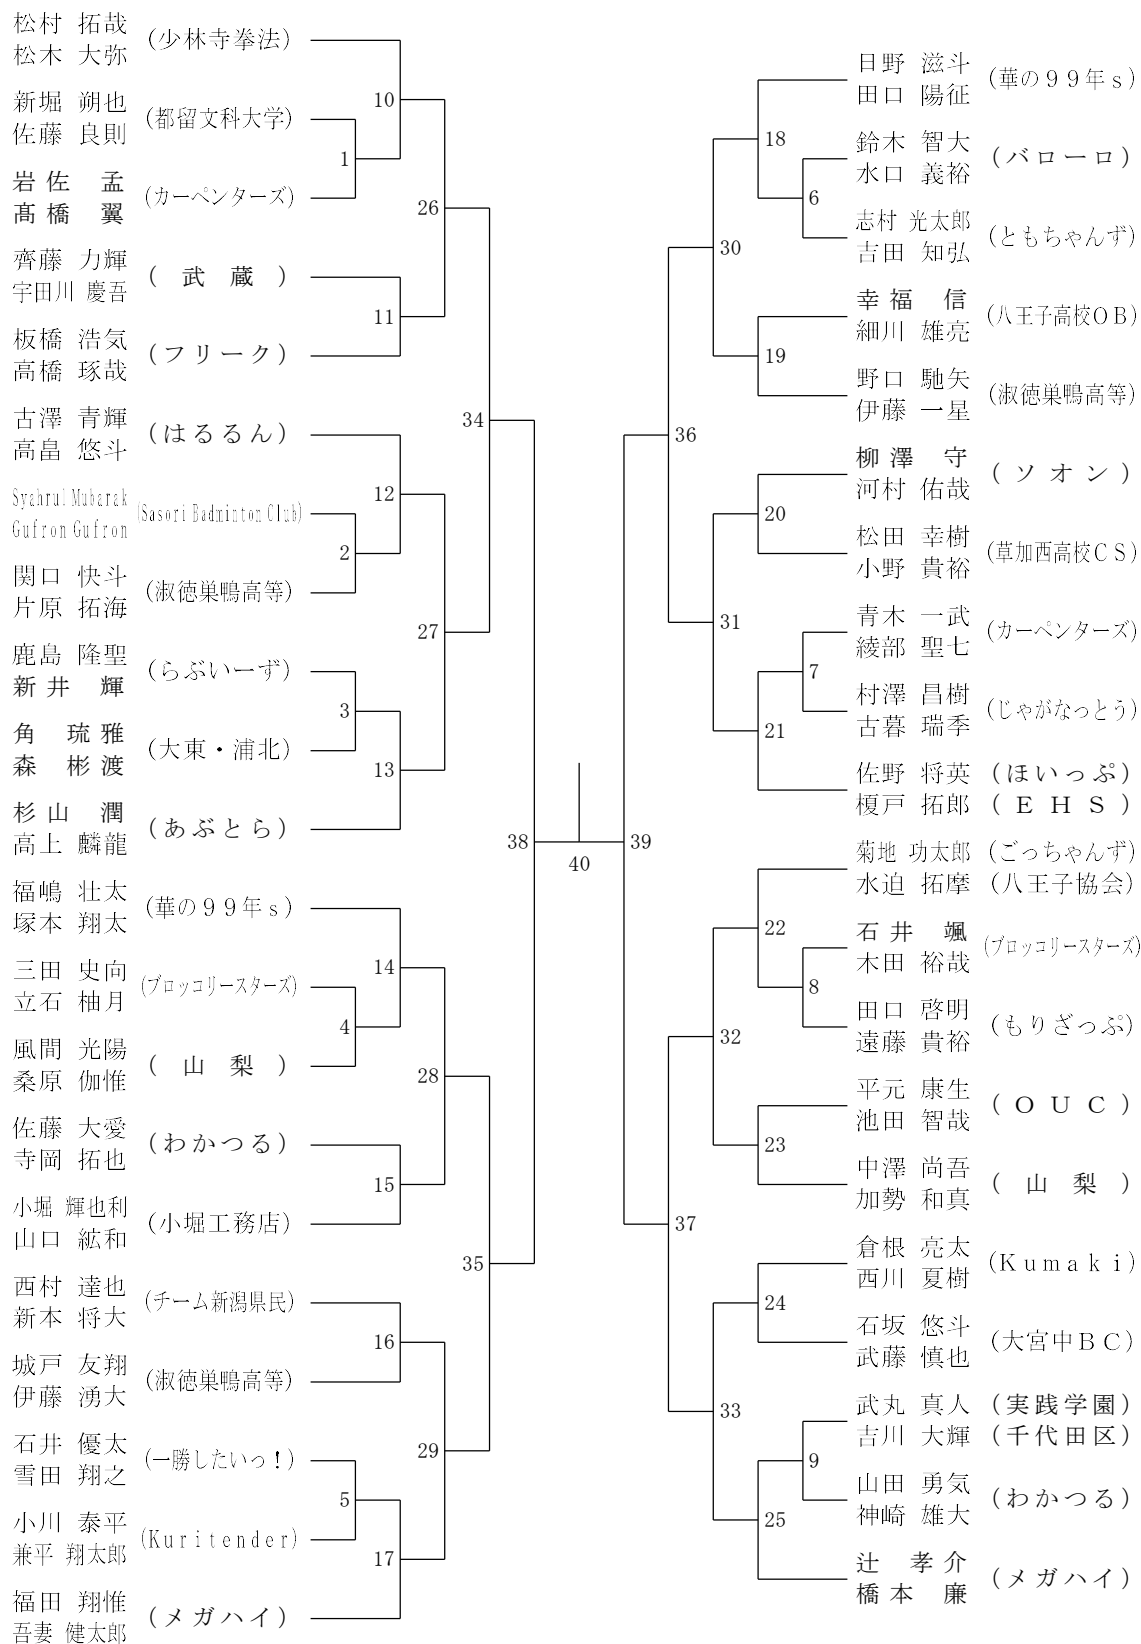 松村 拓哉
松木 大弥
(少林寺拳法)
新堀 朔也
佐藤 良則
(都留文科大学)
岩佐 孟
髙橋 翼
(カーペンターズ)
齊藤 力輝
宇田川 慶吾
( 武 蔵 )
板橋 浩気
高橋 琢哉
(フリーク)
古澤 青輝
高畠 悠斗
(はるるん)
Syahrul Mubarak
Gufron Gufron
(Sasori Badminton Club)
関口 快斗
片原 拓海
(淑徳巣鴨高等)
鹿島 隆聖
新井 輝
(らぶいーず)
角 琉雅
森 彬渡
(大東・浦北)
杉山 潤
高上 麟龍
(あぶとら)
福嶋 壮太
塚本 翔太
(華の99年s)
三田 史向
立石 柚月
(ブロッコリースターズ)
風間 光陽
桑原 伽惟
( 山 梨 )
佐藤 大愛
寺岡 拓也
(わかつる)
小堀 輝也利
山口 紘和
(小堀工務店)
西村 達也
新本 将大
(チーム新潟県民)
城戸 友翔
伊藤 湧大
(淑徳巣鴨高等)
石井 優太
雪田 翔之
(一勝したいっ!)
小川 泰平
兼平 翔太郎
(Kuritender)
福田 翔惟
吾妻 健太郎
(メガハイ)
10
1
26
11
34
12
2
27
3
13
38
14
4
28
15
35
16
29
5
17
40
39
18
6
30
19
36
20
31
7
21
22
8
32
23
37
24
33
9
25
日野 滋斗
田口 陽征
(華の99年s)
鈴木 智大
水口 義裕
(バローロ)
志村 光太郎
吉田 知弘
(ともちゃんず)
幸福 信
細川 雄亮
(八王子高校OB)
野口 馳矢
伊藤 一星
(淑徳巣鴨高等)
柳澤 守
河村 佑哉
(ソオン)
松田 幸樹
小野 貴裕
(草加西高校CS)
青木 一武
綾部 聖七
(カーペンターズ)
村澤 昌樹
古暮 瑞季
(じゃがなっとう)
佐野 将英 (ほいっぷ)
榎戸 拓郎 (EHS)
菊地 功太郎 (ごっちゃんず)
水迫 拓摩 (八王子協会)
石井 颯
木田 裕哉
(ブロッコリースターズ)
田口 啓明
遠藤 貴裕
(もりざっぷ)
平元 康生
池田 智哉
(OUC)
中澤 尚吾
加勢 和真
( 山 梨 )
倉根 亮太
西川 夏樹
(Kumaki)
石坂 悠斗
武藤 慎也
(大宮中BC)
武丸 真人 (実践学園)
吉川 大輝 (千代田区)
山田 勇気
神崎 雄大
(わかつる)
辻 孝介
橋本 廉
(メガハイ)